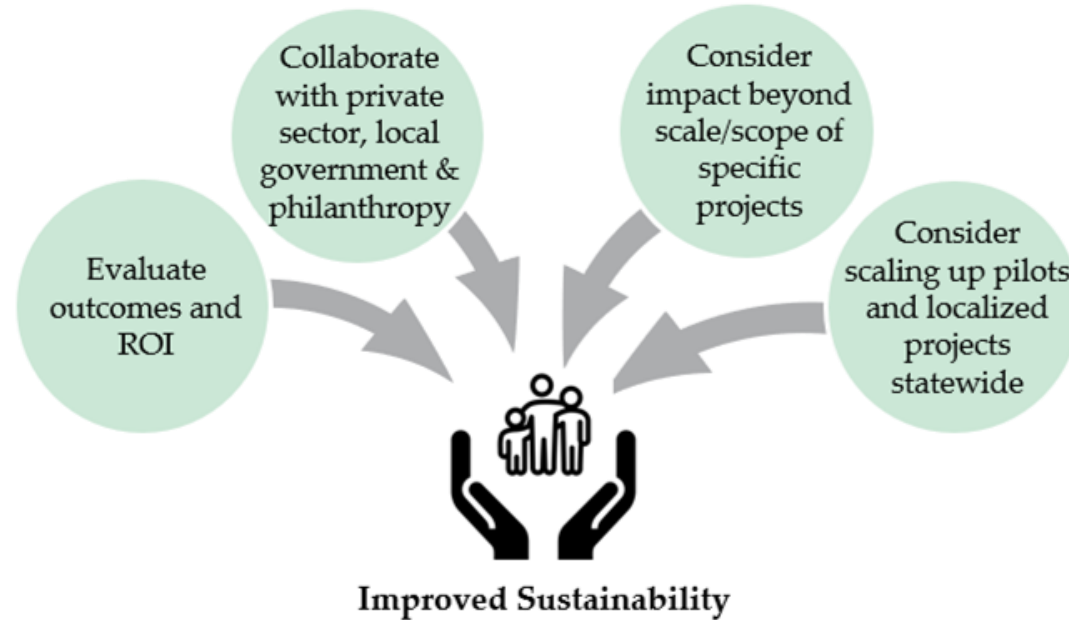 Evaluate
outcomes and
ROI
Collaborate
with private
sector, local
government &
philanthropy
Consider
impact beyond
scale/scope of
specific
projects
Consider
scaling up pilots
and localized
projects
statewide
Improved Sustainability